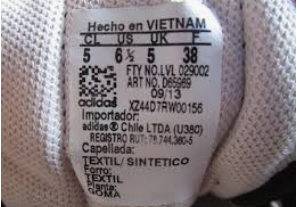 Hecho en VIETNAM
CL US UK F
5 6½ 5 38
FTY NO.LVL 029002
ART NO. D65969
09/13
adidas
XZ44D7RW00156
Importador:
adidas® Chile LTDA (U380)
REGISTRO RUT: 78.744.360-5
Capellada:
TEXTIL/ SINTETICO
Forro:
TEXTIL
Planta:
GOMA